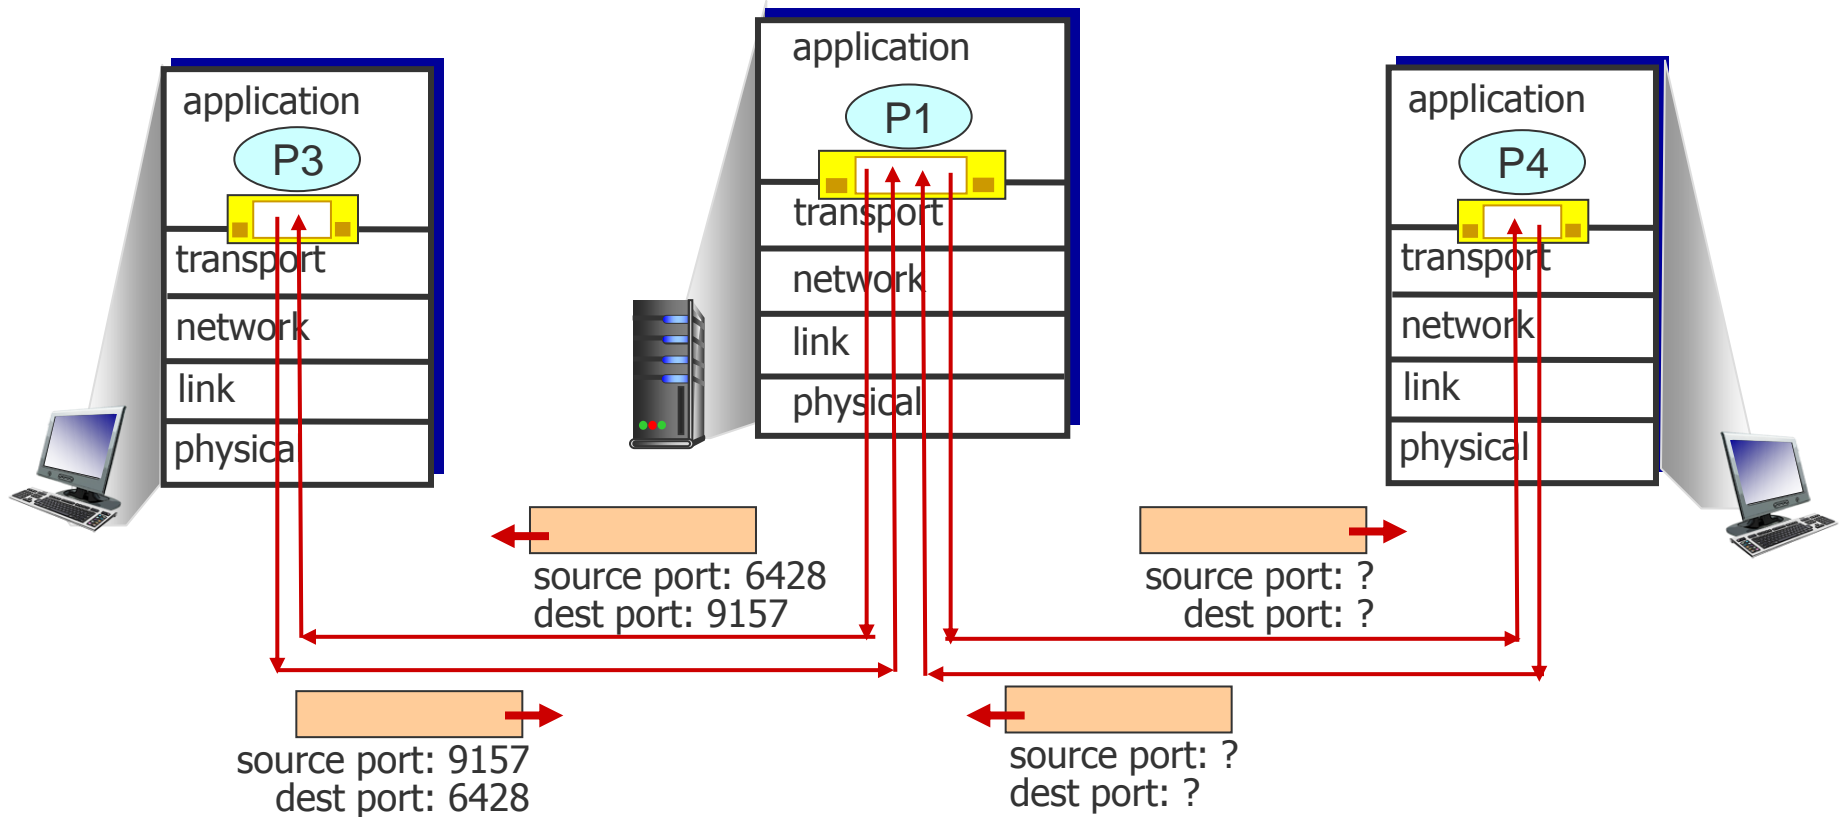 application
P3
transport
network
link
physical
application
P1
transport
network
link
physical
application
P4
transport
network
link
physical
source port: 6428
dest port: 9157
source port: ?
dest port: ?
source port: 9157
dest port: 6428
source port: ?
dest port: ?